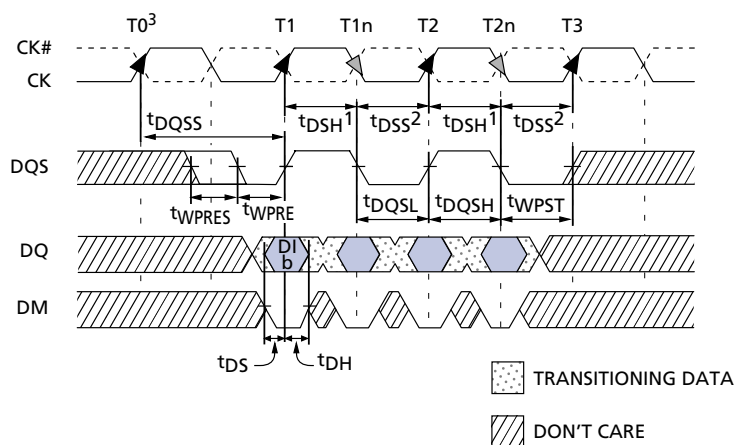 T0³ T1 T1n T2 T2n T3
CK#
CK
tDSH¹ tDSS² tDSH¹ tDSS²
tDQSS
DQS
tWPRES tWPRE tDQSL tDQSH tWPST
DQ
DI
b
DM
tDS tDH
TRANSITIONING DATA
DON'T CARE